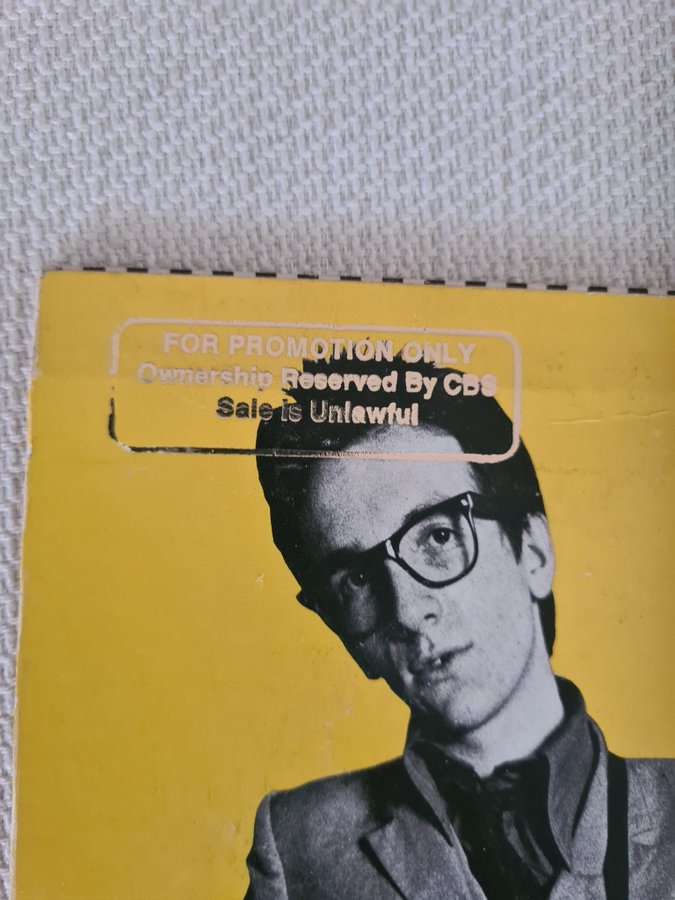 FOR PROMOTION ONLY
Ownership Reserved By CBS
Sale is Unlawful